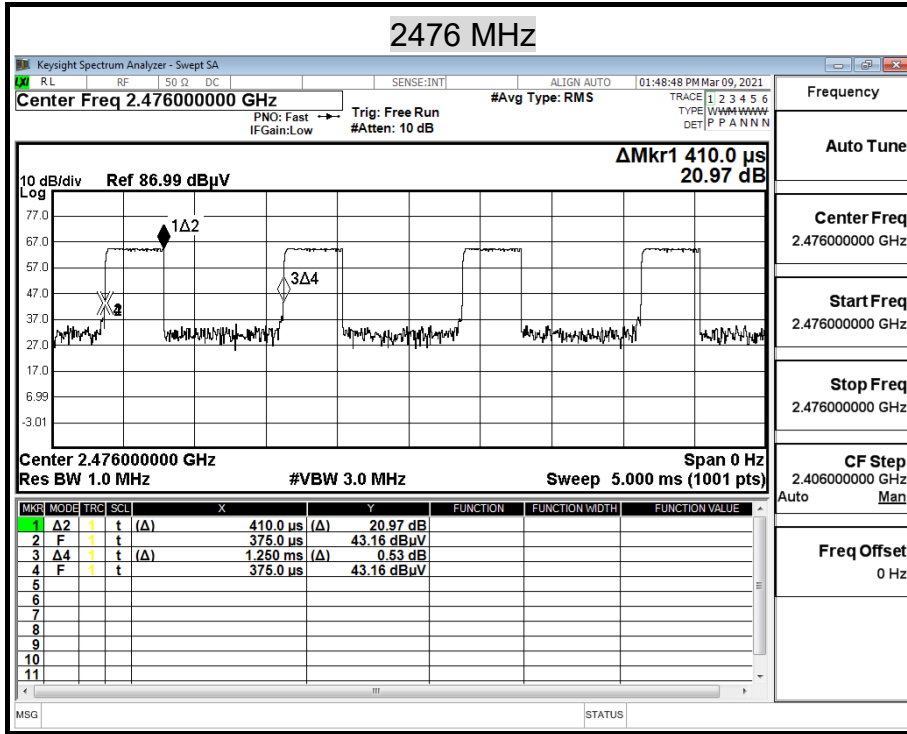 2476 MHz
Keysight Spectrum Analyzer - Swept SA
LXI RL RF 50 Ω DC SENSE:INT ALIGN AUTO 01:48:48 PM Mar 09, 2021
Center Freq 2.476000000 GHz
PNO: Fast
IFGain:Low
Trig: Free Run
#Atten: 10 dB
#Avg Type: RMS
TRACE 1 2 3 4 5 6
TYPE WWMWWWW
DET P P A N N N
ΔMkr1 410.0 µs
20.97 dB
10 dB/div Ref 86.99 dBµV
Log
77.0
67.0
57.0
47.0
37.0
27.0
17.0
6.99
-3.01
1Δ2
3Δ4
Center 2.476000000 GHz Span 0 Hz
Res BW 1.0 MHz #VBW 3.0 MHz Sweep 5.000 ms (1001 pts)
MKR MODE TRC SCL X Y FUNCTION FUNCTION WIDTH FUNCTION VALUE
1 Δ2 1 t (Δ) 410.0 µs (Δ) 20.97 dB
2 F 1 t 375.0 µs 43.16 dBµV
3 Δ4 1 t (Δ) 1.250 ms (Δ) 0.53 dB
4 F 1 t 375.0 µs 43.16 dBµV
5
6
7
8
9
10
11
MSG STATUS
Frequency
Auto Tune
Center Freq
2.476000000 GHz
Start Freq
2.476000000 GHz
Stop Freq
2.476000000 GHz
CF Step
2.406000000 GHz
Auto Man
Freq Offset
0 Hz